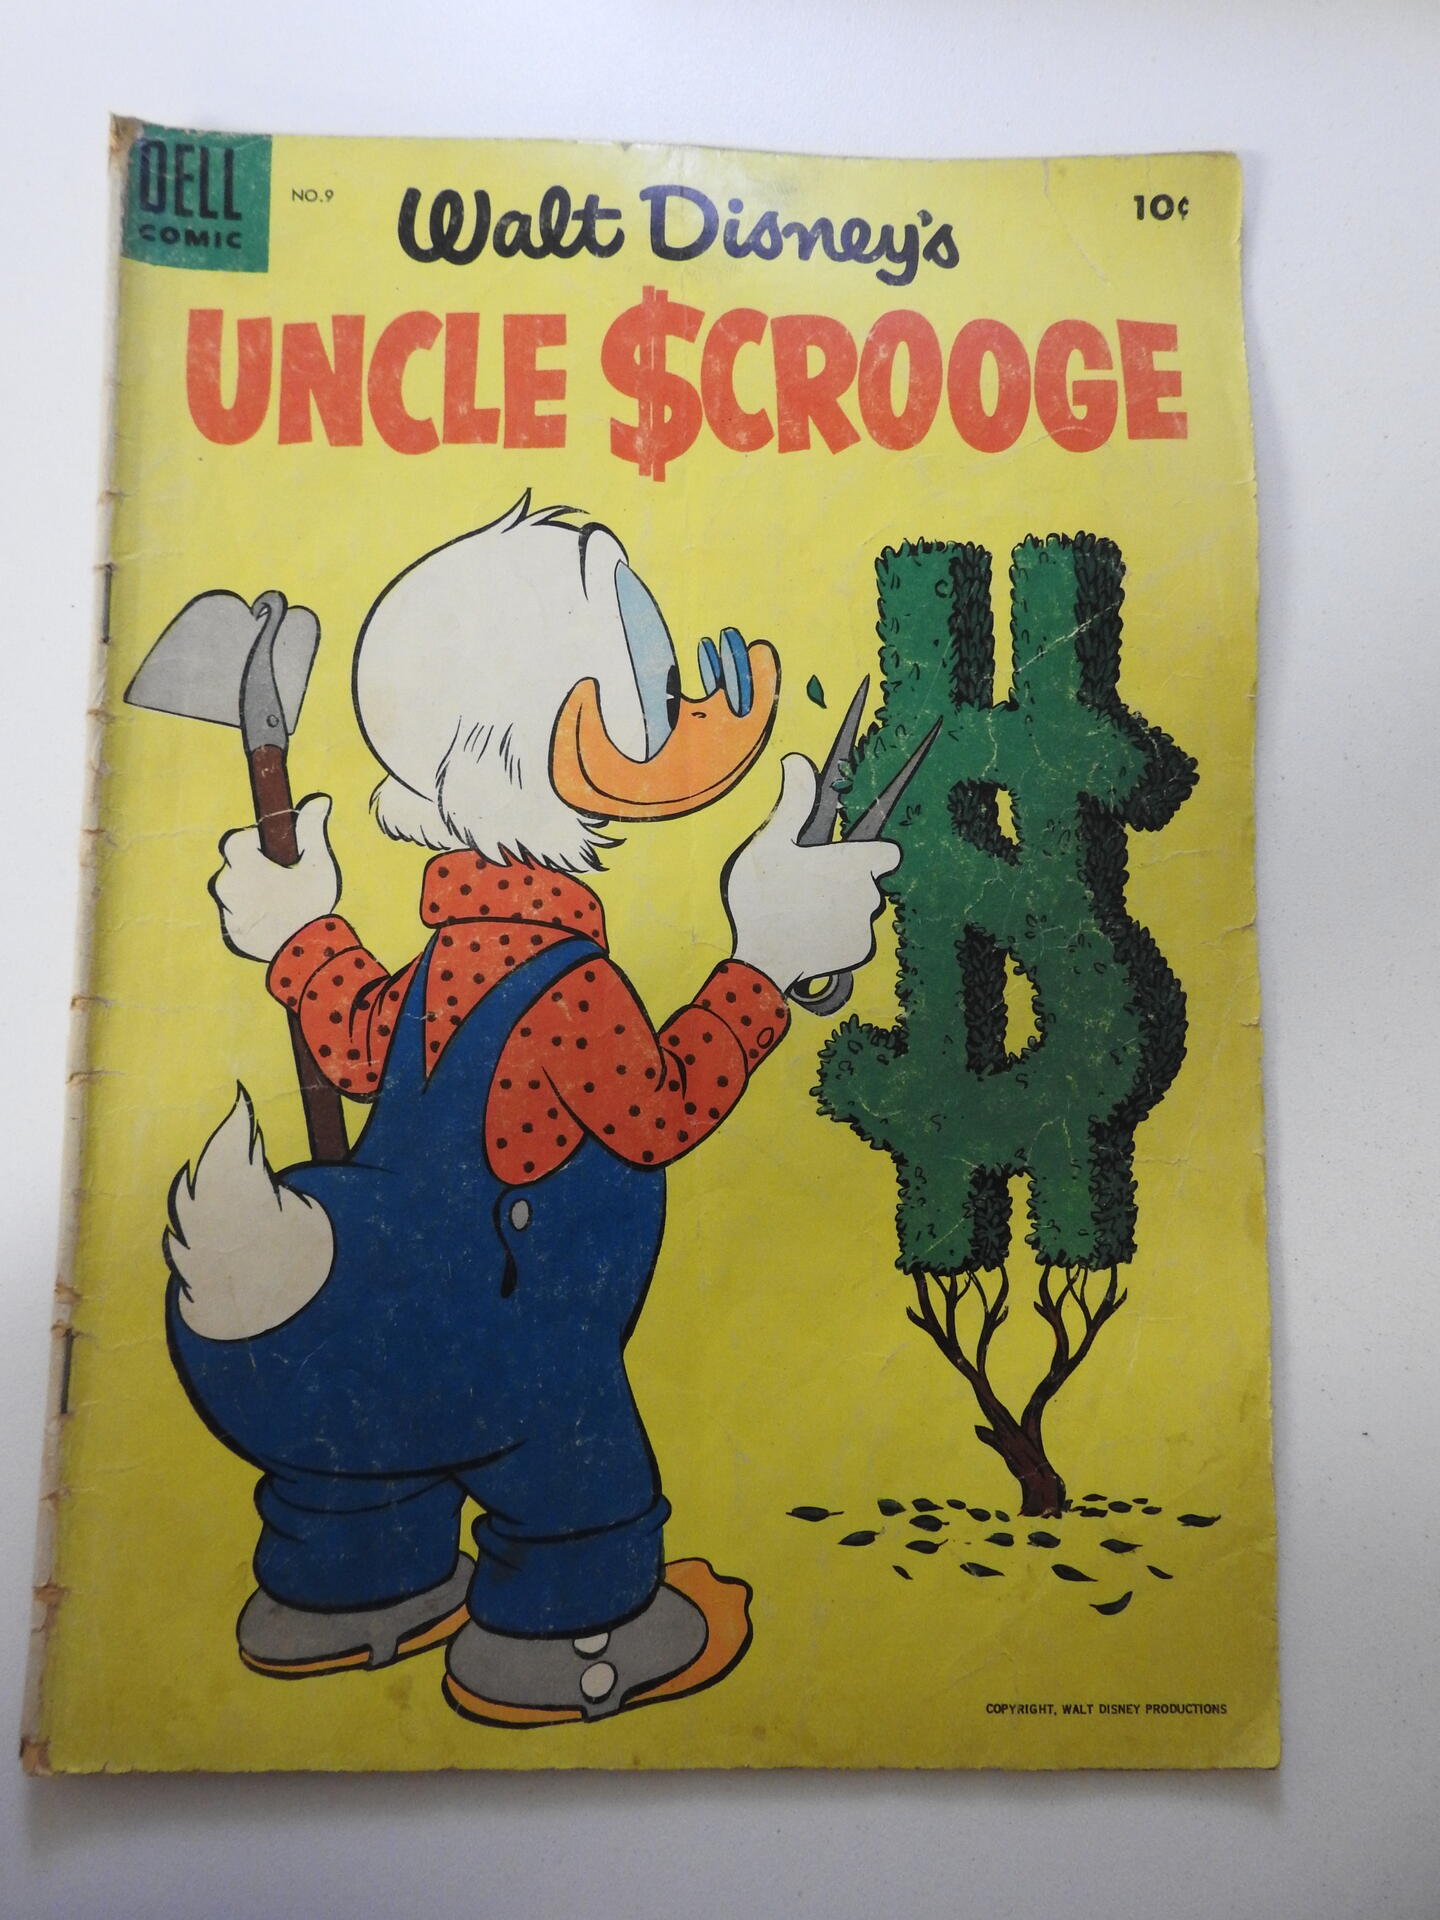 DELL
COMIC
NO.9
Walt Disney's
10¢
UNCLE $CROOGE
COPYRIGHT, WALT DISNEY PRODUCTIONS